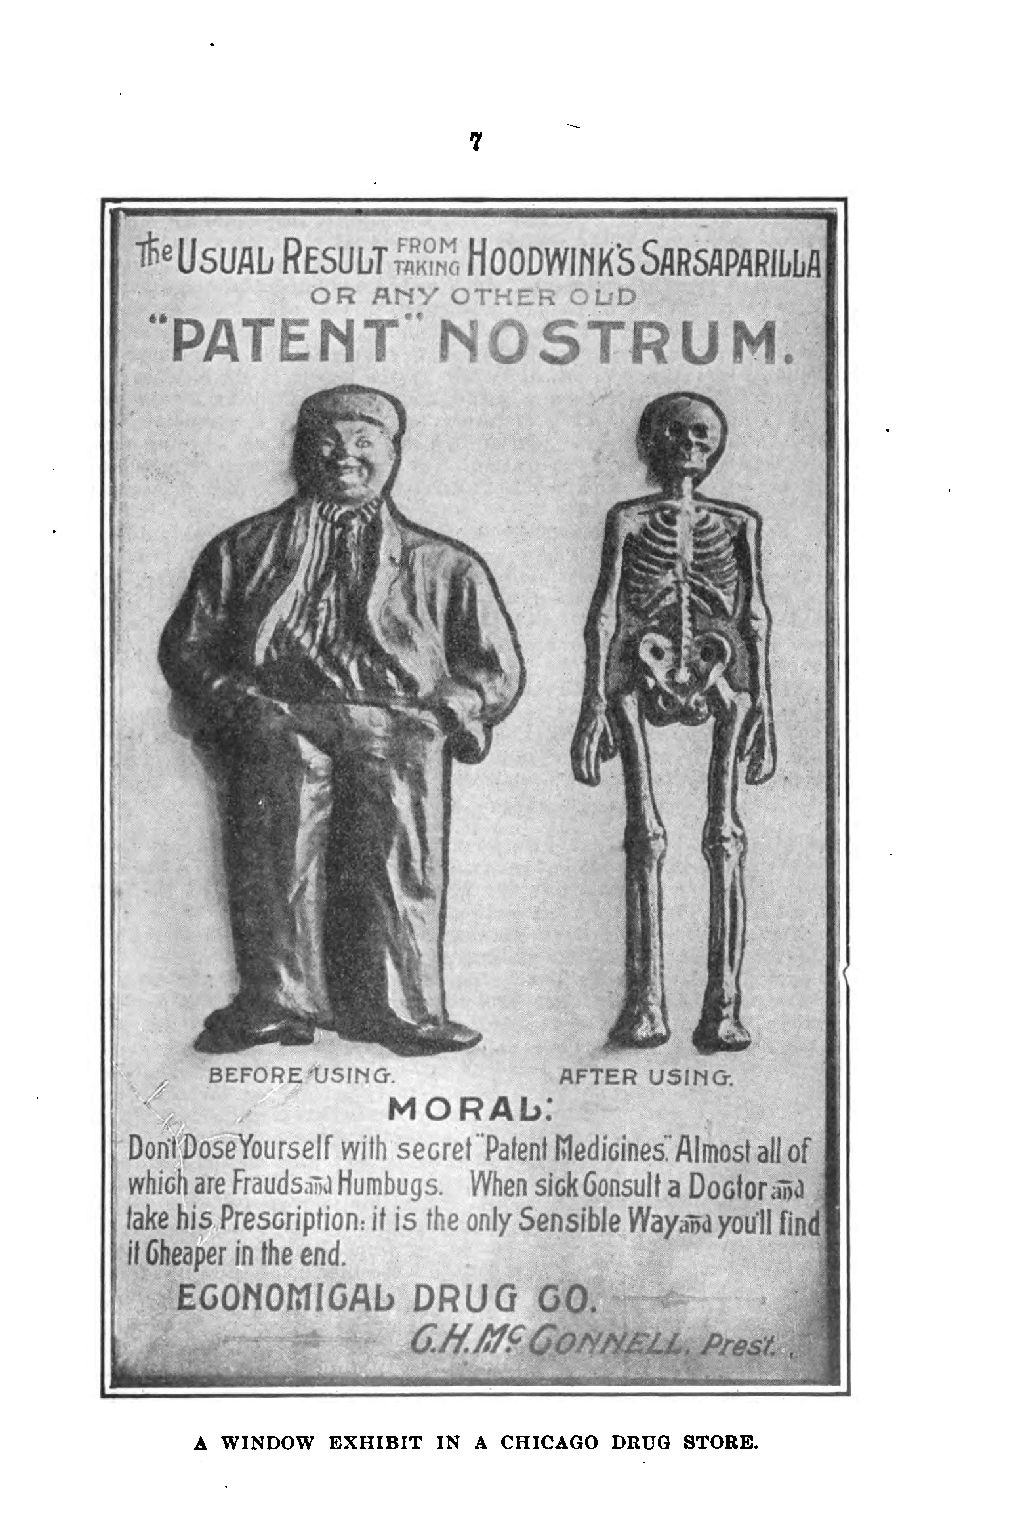 7
The Usual Result from taking Hoodwink's Sarsaparilla
or any other old
"Patent" Nostrum.
Before Using.
After Using.
Moral:
Don't Dose Yourself with secret "Patent Medicines." Almost all of
which are Frauds and Humbugs. When sick Consult a Doctor and
take his Prescription: it is the only Sensible Way and you'll find
it Cheaper in the end.
Economical Drug Co.
C.H. McConnell. Pres't.
A WINDOW EXHIBIT IN A CHICAGO DRUG STORE.